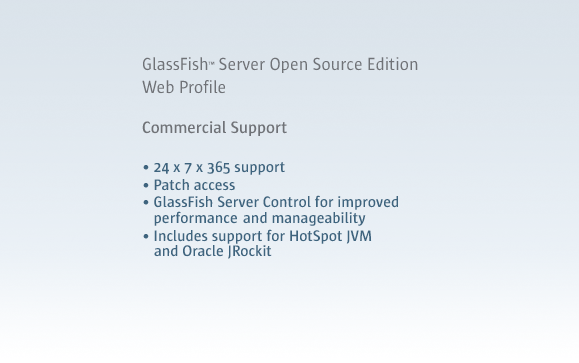 GlassFish™ Server Open Source Edition
Web Profile
Commercial Support
• 24 x 7 x 365 support
• Patch access
• GlassFish Server Control for improved
performance and manageability
• Includes support for HotSpot JVM
and Oracle JRockit